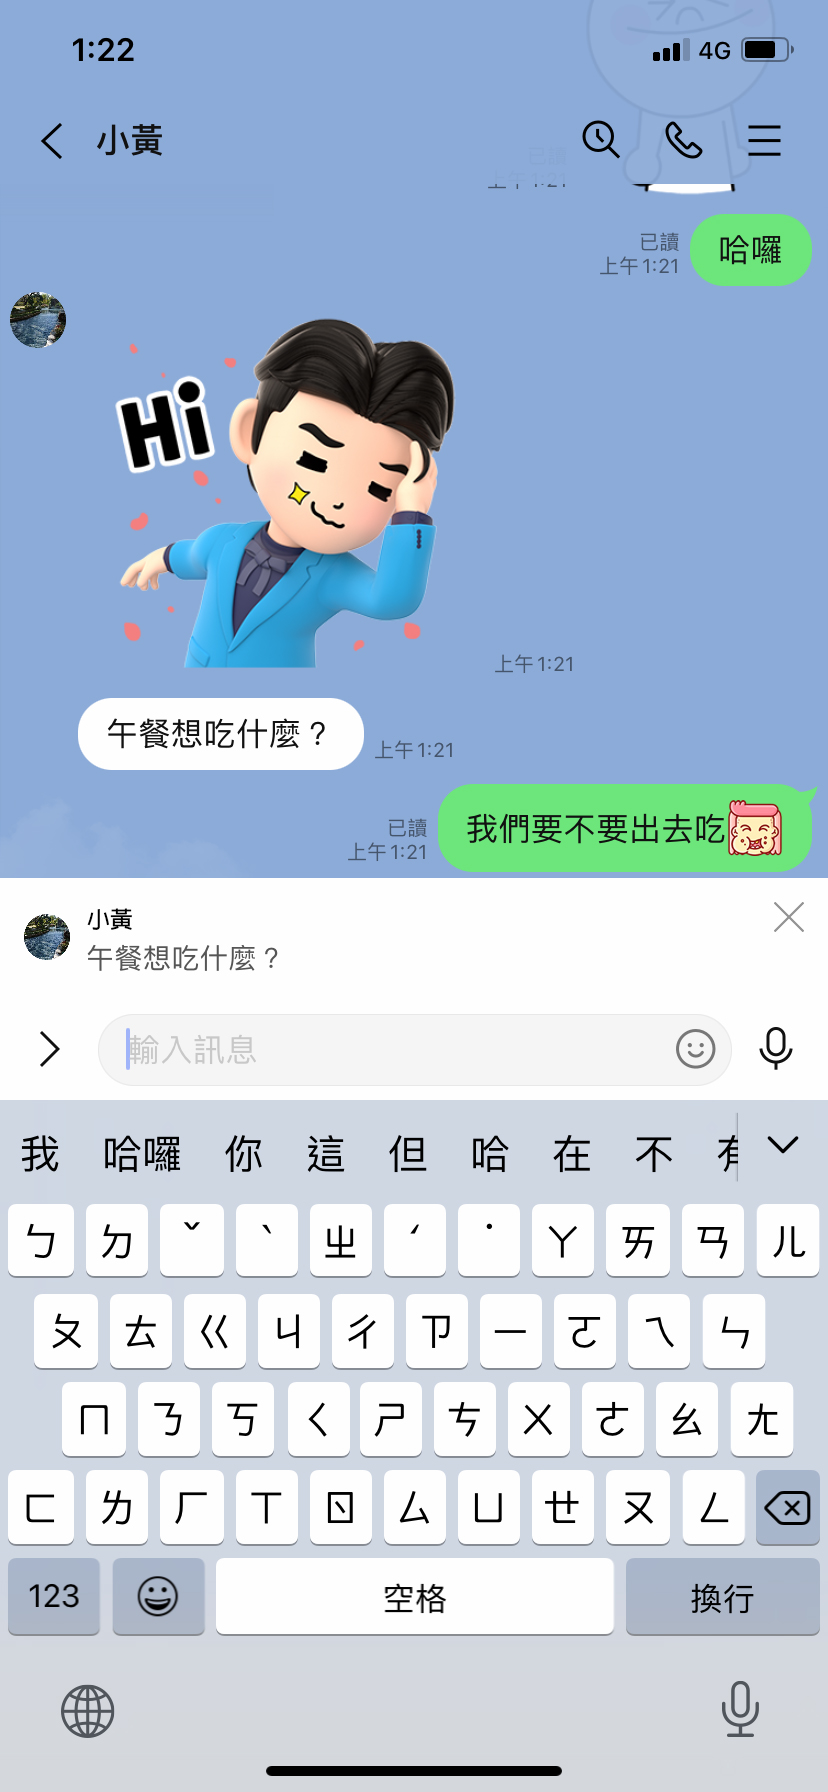 1:22
4G
小黃
已讀
上午 1:21
已讀
上午 1:21
哈囉
Hi
上午 1:21
午餐想吃什麼？
上午 1:21
已讀
上午 1:21
我們要不要出去吃
小黃
午餐想吃什麼？
輸入訊息
我 哈囉 你 這 但 哈 在 不 有
ㄅ ㄉ ˇ ˋ ㄓ ˊ ˙ ㄚ ㄞ ㄢ ㄦ
ㄆ ㄊ ㄍ ㄐ ㄔ ㄗ ㄧ ㄛ ㄟ ㄣ
ㄇ ㄋ ㄎ ㄑ ㄕ ㄘ ㄨ ㄜ ㄠ ㄤ
ㄈ ㄌ ㄏ ㄒ ㄖ ㄙ ㄩ ㄝ ㄡ ㄥ
123 空格 換行